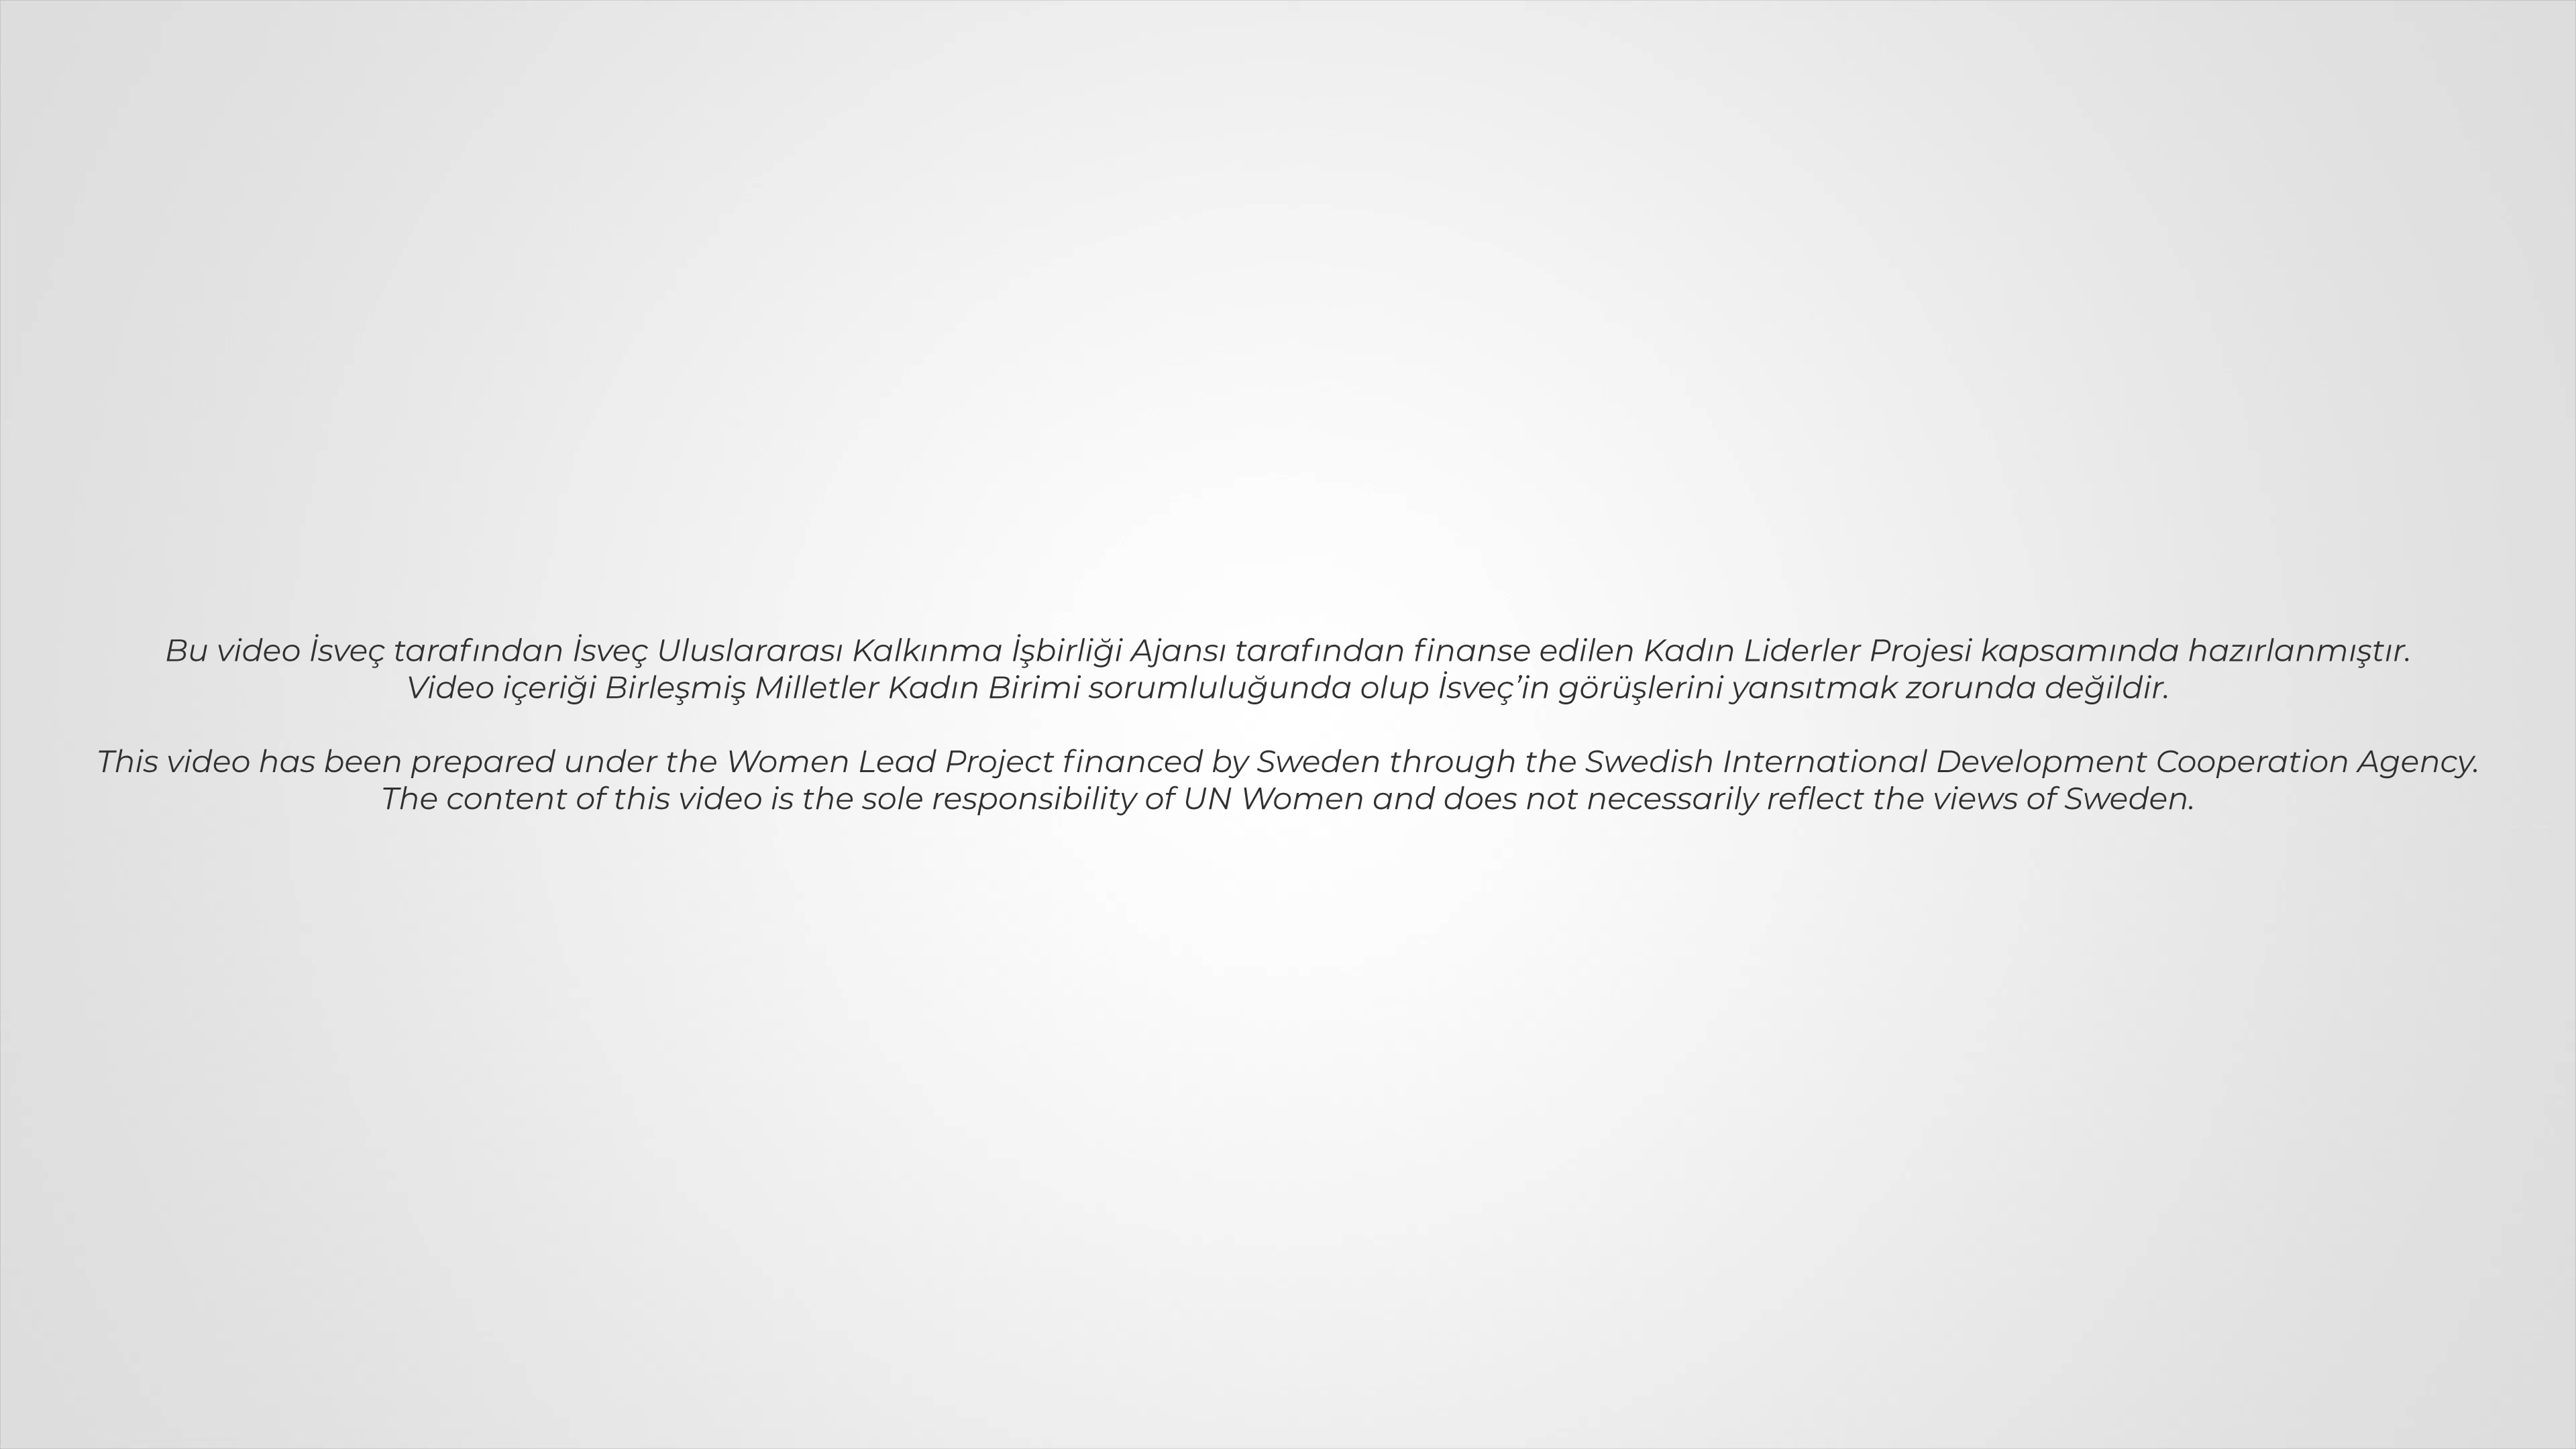 Bu video İsveç tarafından İsveç Uluslararası Kalkınma İşbirliği Ajansı tarafından finanse edilen Kadın Liderler Projesi kapsamında hazırlanmıştır.
Video içeriği Birleşmiş Milletler Kadın Birimi sorumluluğunda olup İsveç’in görüşlerini yansıtmak zorunda değildir.
This video has been prepared under the Women Lead Project financed by Sweden through the Swedish International Development Cooperation Agency.
The content of this video is the sole responsibility of UN Women and does not necessarily reflect the views of Sweden.